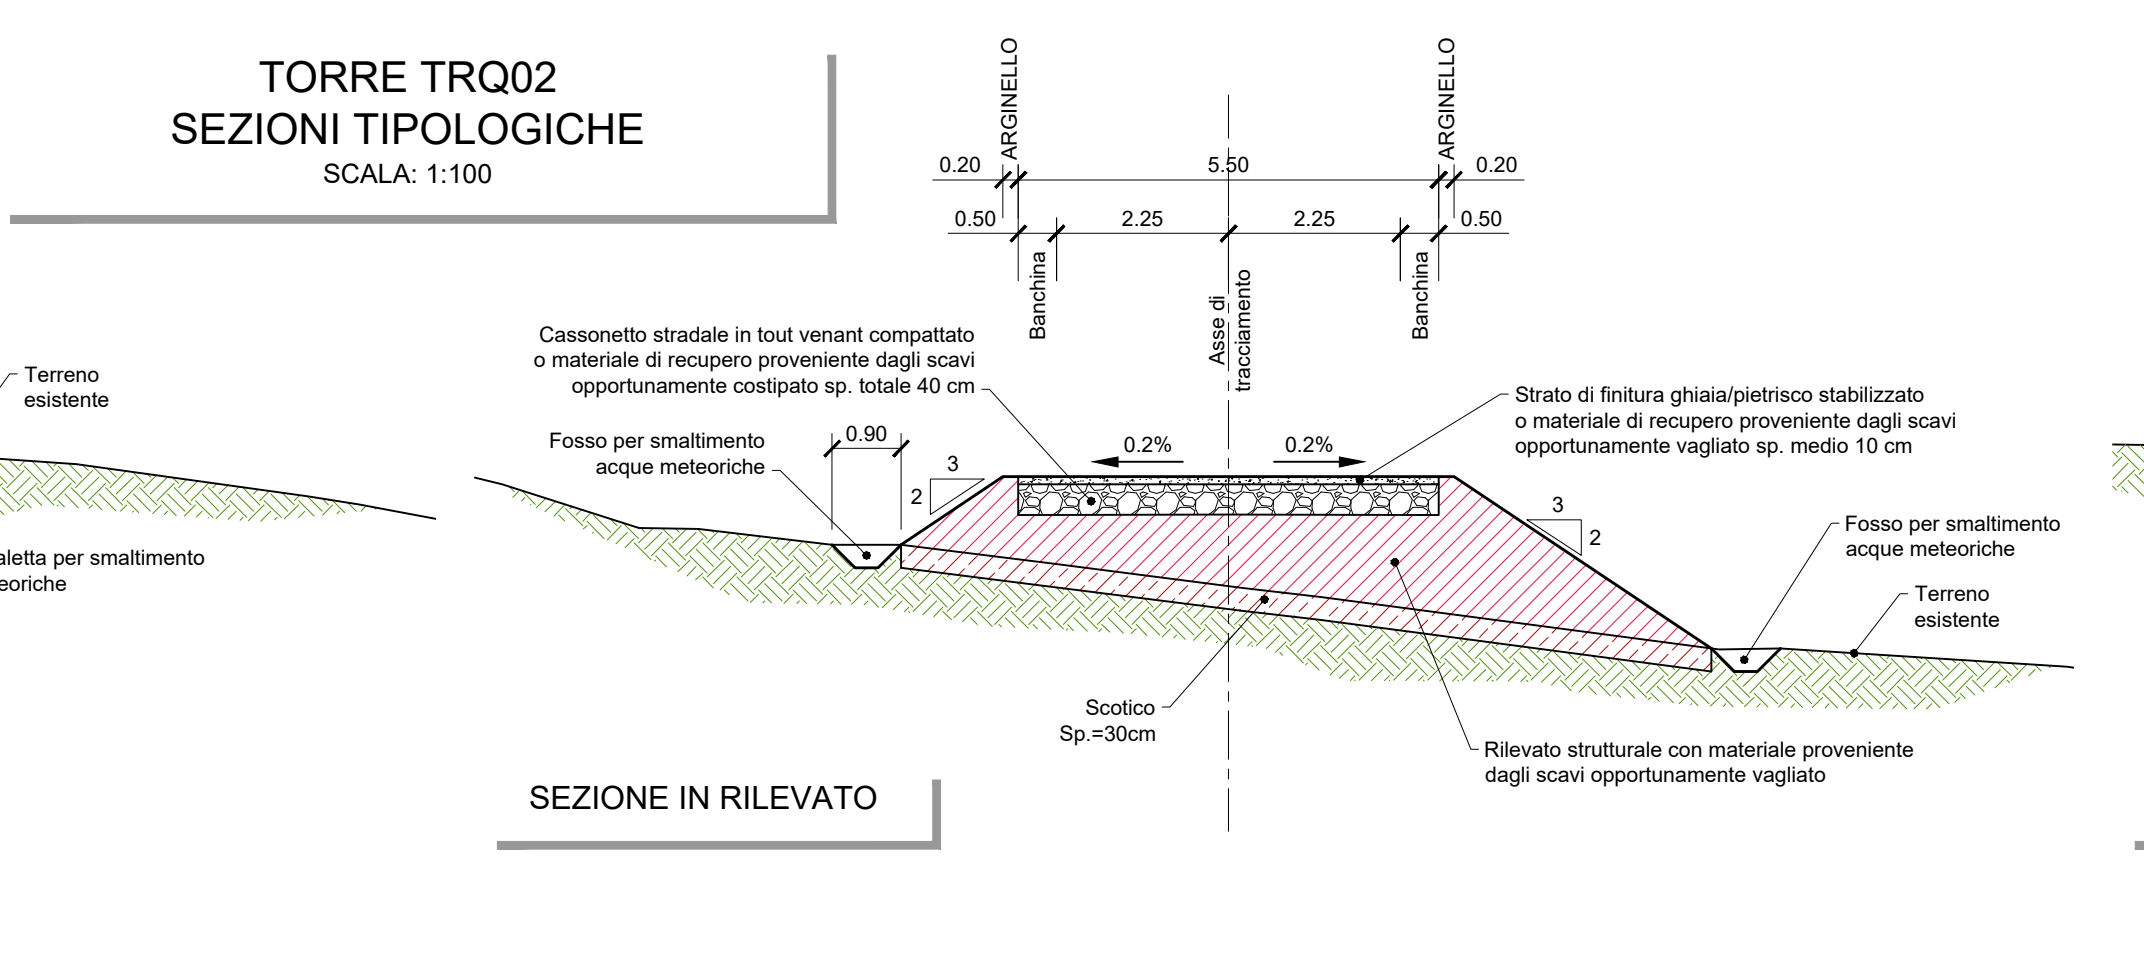 TORRE TRQ02
SEZIONI TIPOLOGICHE
SCALA: 1:100
ARGINELLO
ARGINELLO
0.20
5.50
0.20
0.50
2.25
2.25
0.50
Banchina
Asse di
tracciamento
Banchina
Cassonetto stradale in tout venant compattato
o materiale di recupero proveniente dagli scavi
opportunamente costipato sp. totale 40 cm
Terreno
esistente
Strato di finitura ghiaia/pietrisco stabilizzato
o materiale di recupero proveniente dagli scavi
opportunamente vagliato sp. medio 10 cm
Fosso per smaltimento
acque meteoriche
0.90
0.2%
0.2%
3
2
3
2
Fosso per smaltimento
acque meteoriche
aletta per smaltimento
eoriche
Terreno
esistente
Scotico
Sp.=30cm
Rilevato strutturale con materiale proveniente
dagli scavi opportunamente vagliato
SEZIONE IN RILEVATO